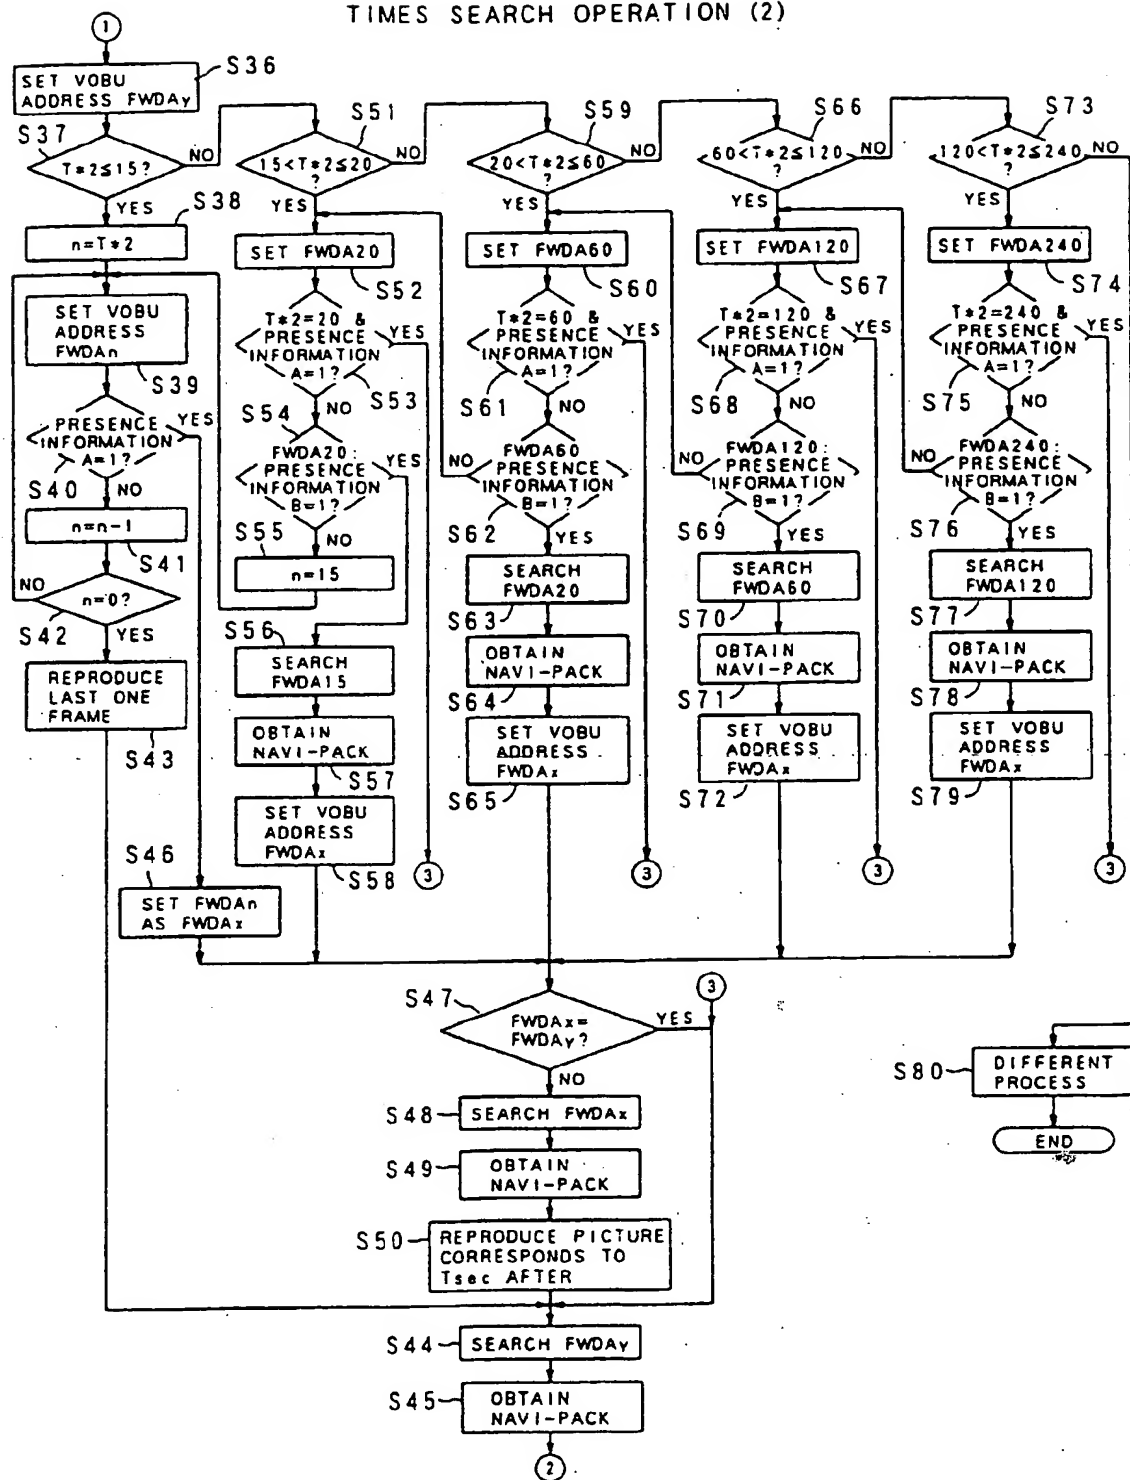 TIMES SEARCH OPERATION (2)
1
SET VOBU
ADDRESS FWDAy
S36
S37
T*2≤15?
NO
YES
S38
n=T*2
SET VOBU
ADDRESS
FWDAn
S39
PRESENCE
INFORMATION
A=1?
YES
S40
NO
n=n-1
S41
NO
n=0?
S42
YES
REPRODUCE
LAST ONE
FRAME
S43
S46
SET FWDAn
AS FWDAx
S51
15<T*2≤20
?
NO
YES
SET FWDA20
S52
T*2=20 &
PRESENCE
INFORMATION
A=1?
YES
S53
NO
S54
FWDA20:
PRESENCE
INFORMATION
B=1?
YES
NO
S55
n=15
S56
SEARCH
FWDA15
OBTAIN
NAVI-PACK
S57
SET VOBU
ADDRESS
FWDAx
S58
3
S59
20<T*2≤60
?
NO
YES
SET FWDA60
S60
T*2=60 &
PRESENCE
INFORMATION
A=1?
YES
S61
NO
FWDA60
PRESENCE
INFORMATION
B=1?
NO
S62
YES
SEARCH
FWDA20
S63
OBTAIN
NAVI-PACK
S64
SET VOBU
ADDRESS
FWDAx
S65
3
S66
60<T*2≤120
?
NO
YES
SET FWDA120
S67
T*2=120 &
PRESENCE
INFORMATION
A=1?
YES
S68
NO
FWDA120:
PRESENCE
INFORMATION
B=1?
NO
S69
YES
SEARCH
FWDA60
S70
OBTAIN
NAVI-PACK
S71
SET VOBU
ADDRESS
FWDAx
S72
3
S73
120<T*2≤240
?
NO
YES
SET FWDA240
S74
T*2=240 &
PRESENCE
INFORMATION
A=1?
YES
S75
NO
FWDA240:
PRESENCE
INFORMATION
B=1?
NO
S76
YES
SEARCH
FWDA120
S77
OBTAIN
NAVI-PACK
S78
SET VOBU
ADDRESS
FWDAx
S79
3
S47
FWDAx=
FWDAy?
YES
3
NO
S48
SEARCH FWDAx
S49
OBTAIN
NAVI-PACK
S50
REPRODUCE PICTURE
CORRESPONDS TO
Tsec AFTER
S44
SEARCH FWDAy
S45
OBTAIN
NAVI-PACK
2
S80
DIFFERENT
PROCESS
END